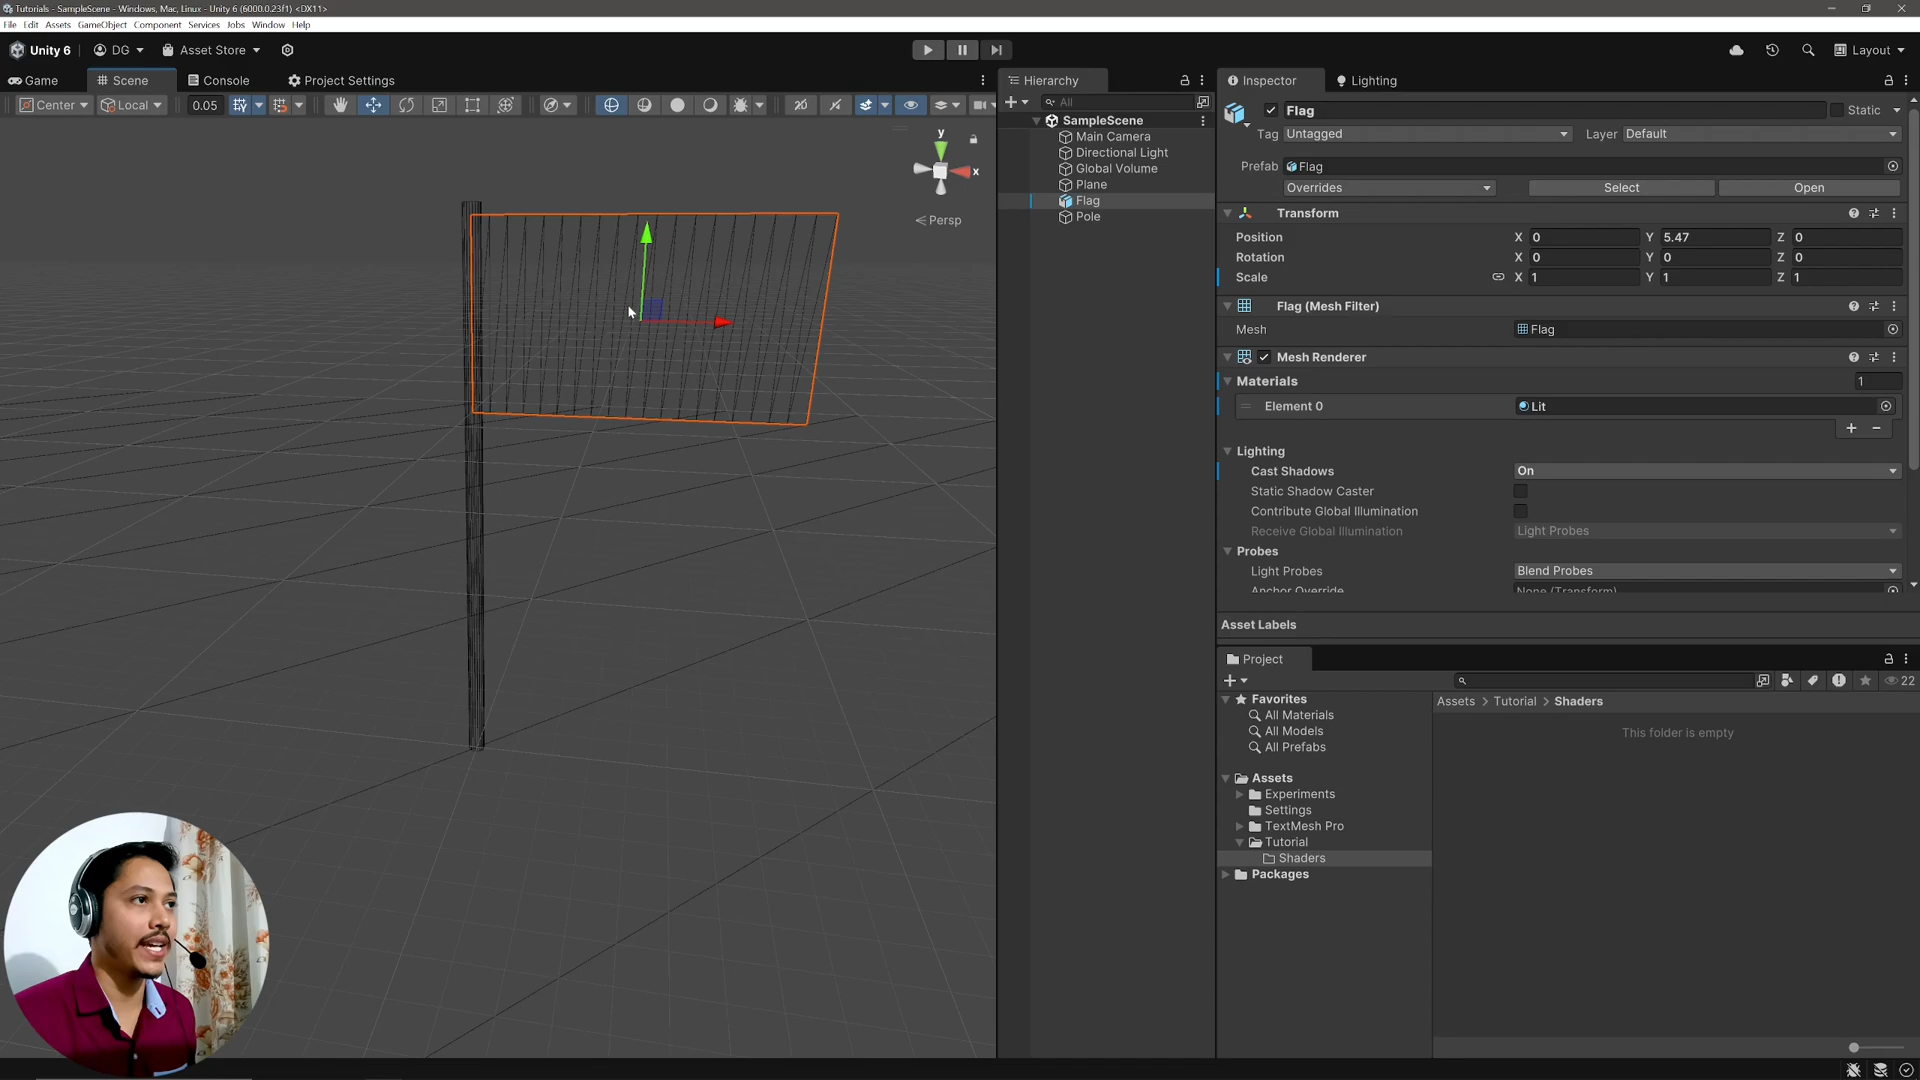 Tutorials - SampleScene - Windows, Mac, Linux - Unity 6 (6000.0.23f1) <DX11>
File Edit Assets GameObject Component Services Jobs Window Help
Unity 6 DG Asset Store Layout
Game Scene Console Project Settings
Center Local 0.05
y
x
< Persp
Hierarchy
All
SampleScene
Main Camera
Directional Light
Global Volume
Plane
Flag
Pole
Inspector Lighting
Flag Static
Tag Untagged Layer Default
Prefab Flag
Overrides Select Open
Transform
Position X 0 Y 5.47 Z 0
Rotation X 0 Y 0 Z 0
Scale X 1 Y 1 Z 1
Flag (Mesh Filter)
Mesh Flag
Mesh Renderer
Materials 1
Element 0 Lit
Lighting
Cast Shadows On
Static Shadow Caster
Contribute Global Illumination
Receive Global Illumination Light Probes
Probes
Light Probes Blend Probes
Anchor Override None (Transform)
Asset Labels
Project
22
Favorites
All Materials
All Models
All Prefabs
Assets
Experiments
Settings
TextMesh Pro
Tutorial
Shaders
Packages
Assets > Tutorial > Shaders
This folder is empty